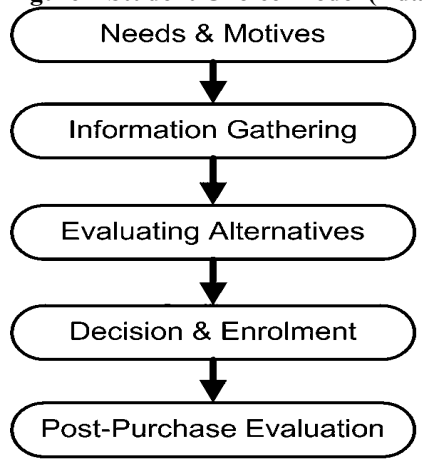 Needs & Motives
Information Gathering
Evaluating Alternatives
Decision & Enrolment
Post-Purchase Evaluation